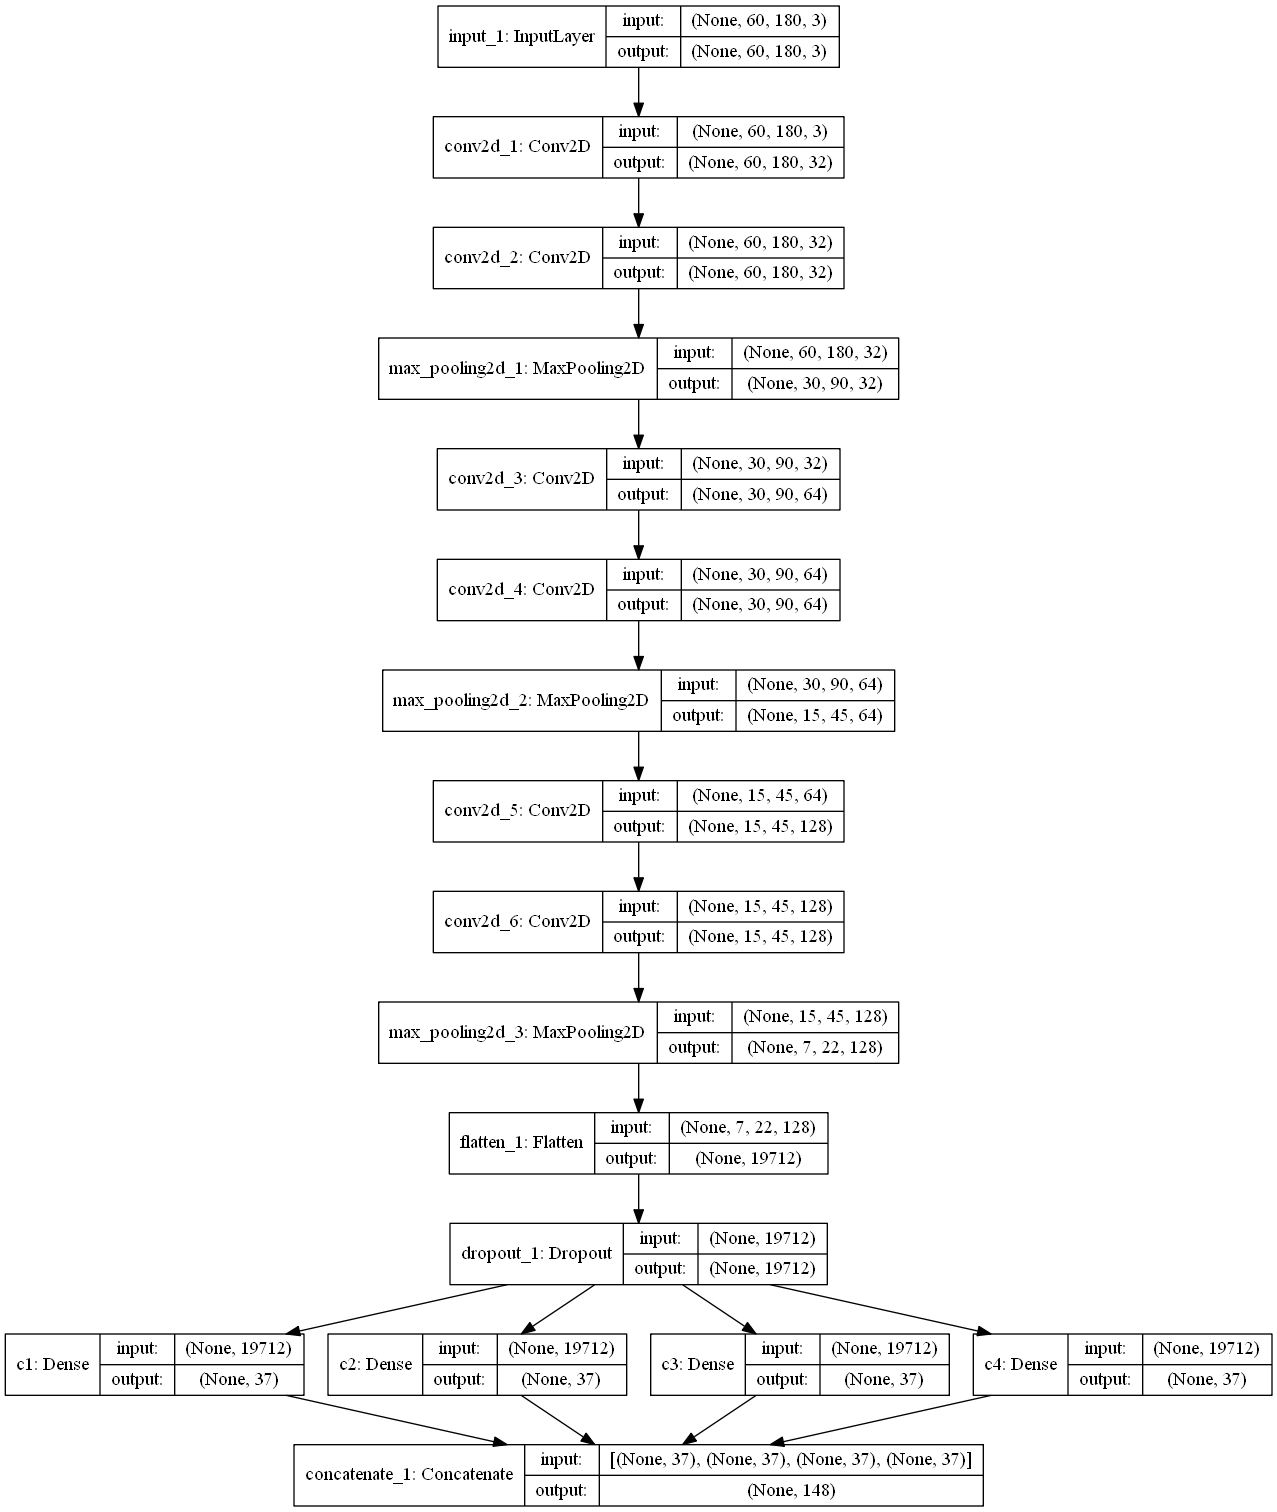 input_1: InputLayer
input: (None, 60, 180, 3)
output: (None, 60, 180, 3)
conv2d_1: Conv2D
input: (None, 60, 180, 3)
output: (None, 60, 180, 32)
conv2d_2: Conv2D
input: (None, 60, 180, 32)
output: (None, 60, 180, 32)
max_pooling2d_1: MaxPooling2D
input: (None, 60, 180, 32)
output: (None, 30, 90, 32)
conv2d_3: Conv2D
input: (None, 30, 90, 32)
output: (None, 30, 90, 64)
conv2d_4: Conv2D
input: (None, 30, 90, 64)
output: (None, 30, 90, 64)
max_pooling2d_2: MaxPooling2D
input: (None, 30, 90, 64)
output: (None, 15, 45, 64)
conv2d_5: Conv2D
input: (None, 15, 45, 64)
output: (None, 15, 45, 128)
conv2d_6: Conv2D
input: (None, 15, 45, 128)
output: (None, 15, 45, 128)
max_pooling2d_3: MaxPooling2D
input: (None, 15, 45, 128)
output: (None, 7, 22, 128)
flatten_1: Flatten
input: (None, 7, 22, 128)
output: (None, 19712)
dropout_1: Dropout
input: (None, 19712)
output: (None, 19712)
c1: Dense
input: (None, 19712)
output: (None, 37)
c2: Dense
input: (None, 19712)
output: (None, 37)
c3: Dense
input: (None, 19712)
output: (None, 37)
c4: Dense
input: (None, 19712)
output: (None, 37)
concatenate_1: Concatenate
input: [(None, 37), (None, 37), (None, 37), (None, 37)]
output: (None, 148)